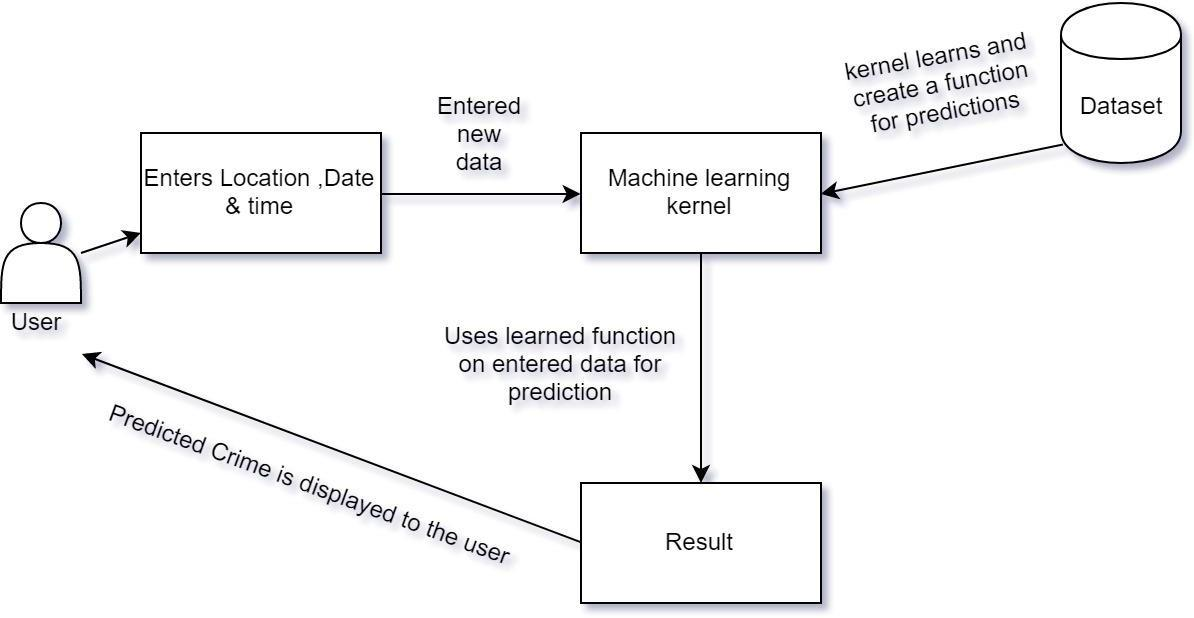 kernel learns and
create a function
for predictions
Dataset
Entered
new
data
Enters Location ,Date
& time
Machine learning
kernel
User
Uses learned function
on entered data for
prediction
Predicted Crime is displayed to the user
Result